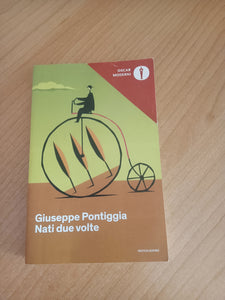 OSCAR
MODERNI
Giuseppe Pontiggia
Nati due volte
MONDADORI